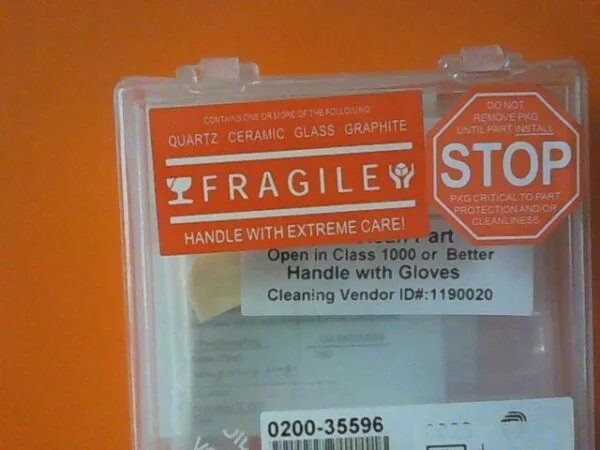 CONTAINS ONE OR MORE OF THE FOLLOWING
QUARTZ CERAMIC GLASS GRAPHITE
FRAGILE
HANDLE WITH EXTREME CARE!
DO NOT
REMOVE PKG
UNTIL PART INSTALL
STOP
PKG CRITICAL TO PART
PROTECTION AND/OR
CLEANLINESS
Part
Open in Class 1000 or Better
Handle with Gloves
Cleaning Vendor ID#:1190020
0200-35596